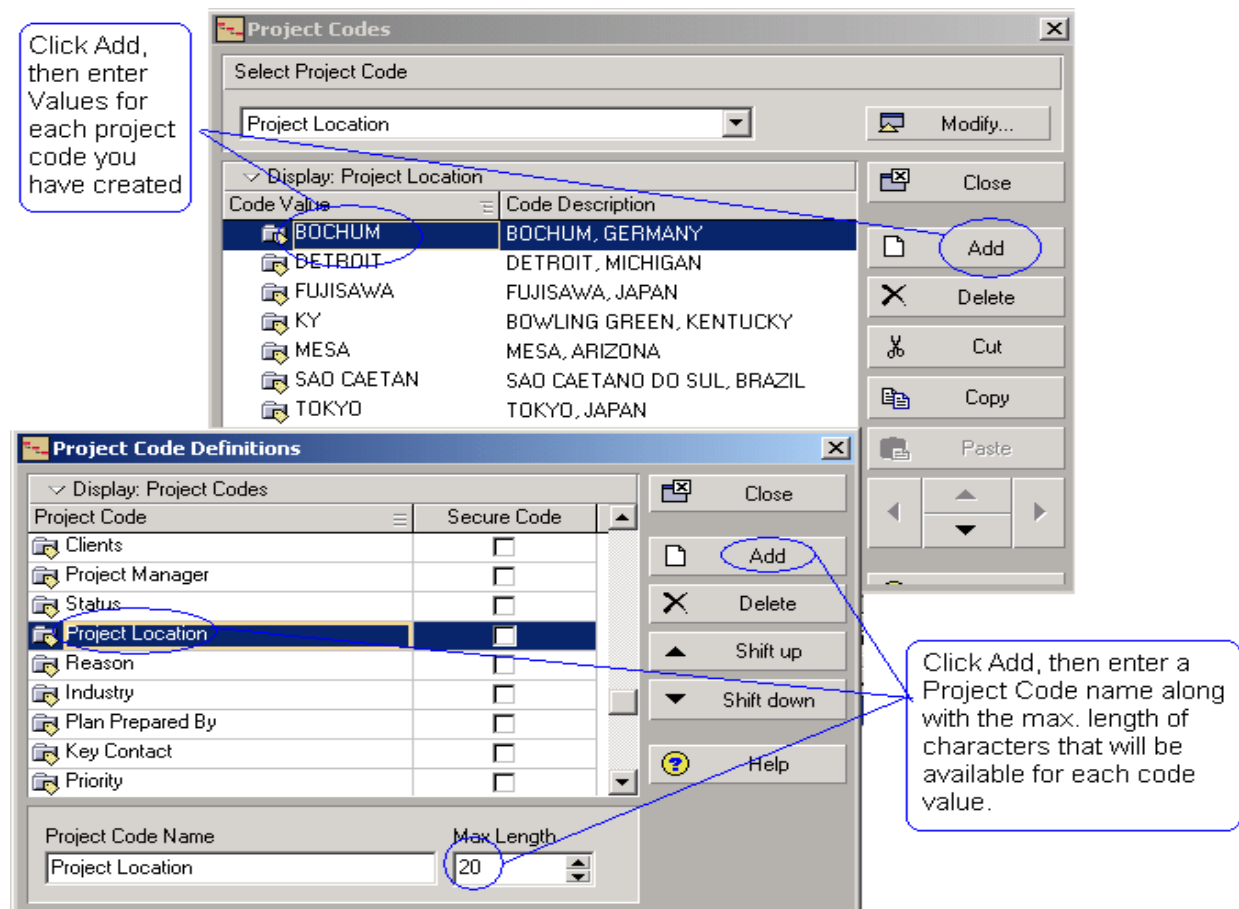 Click Add,
then enter
Values for
each project
code you
have created
Project Codes
Select Project Code
Project Location
Modify...
Display: Project Location
Close
Code Value Code Description
BOCHUM BOCHUM, GERMANY
Add
DETROIT DETROIT, MICHIGAN
FUJISAWA FUJISAWA, JAPAN
Delete
KY BOWLING GREEN, KENTUCKY
MESA MESA, ARIZONA
Cut
SAO CAETAN SAO CAETANO DO SUL, BRAZIL
Copy
TOKYO TOKYO, JAPAN
Paste
Project Code Definitions
Display: Project Codes
Close
Project Code Secure Code
Clients
Add
Project Manager
Status
Delete
Project Location
Shift up
Reason
Industry
Shift down
Plan Prepared By
Key Contact
Help
Priority
Project Code Name Max Length
Project Location 20
Click Add, then enter a
Project Code name along
with the max. length of
characters that will be
available for each code
value.